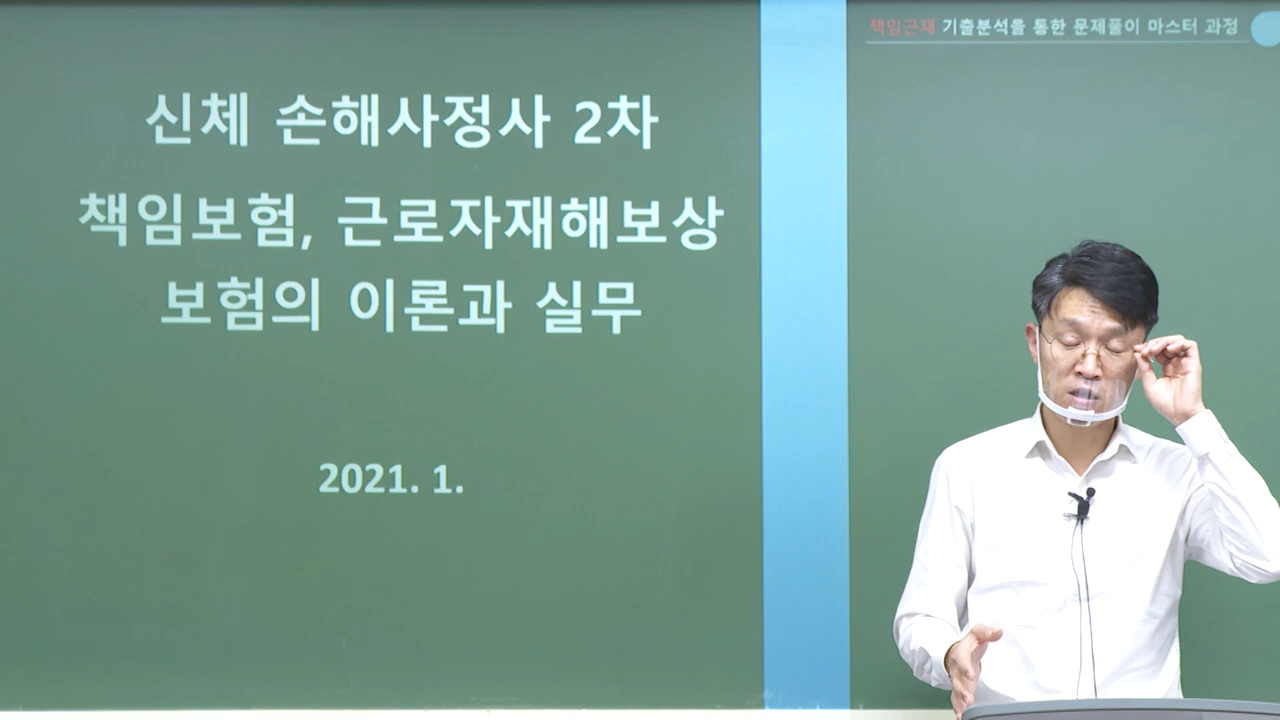 신체 손해사정사 2차
책임보험, 근로자재해보상
보험의 이론과 실무
2021. 1.
책임근재 기출분석을 통한 문제풀이 마스터 과정